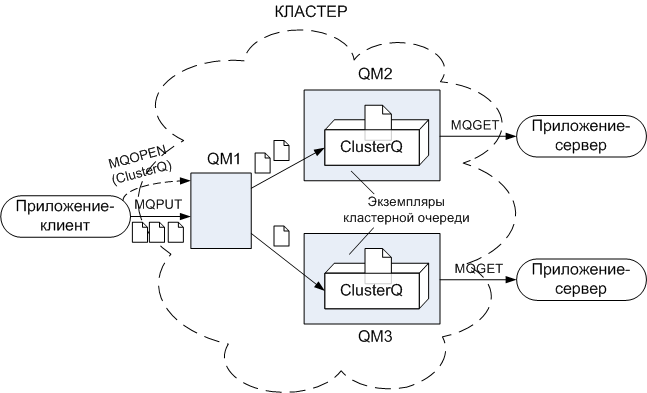 КЛАСТЕР
QM2
ClusterQ
MQGET
Приложение-
сервер
MQOPEN
(ClusterQ)
QM1
Приложение-
клиент
MQPUT
Экземпляры
кластерной очереди
ClusterQ
MQGET
Приложение-
сервер
QM3